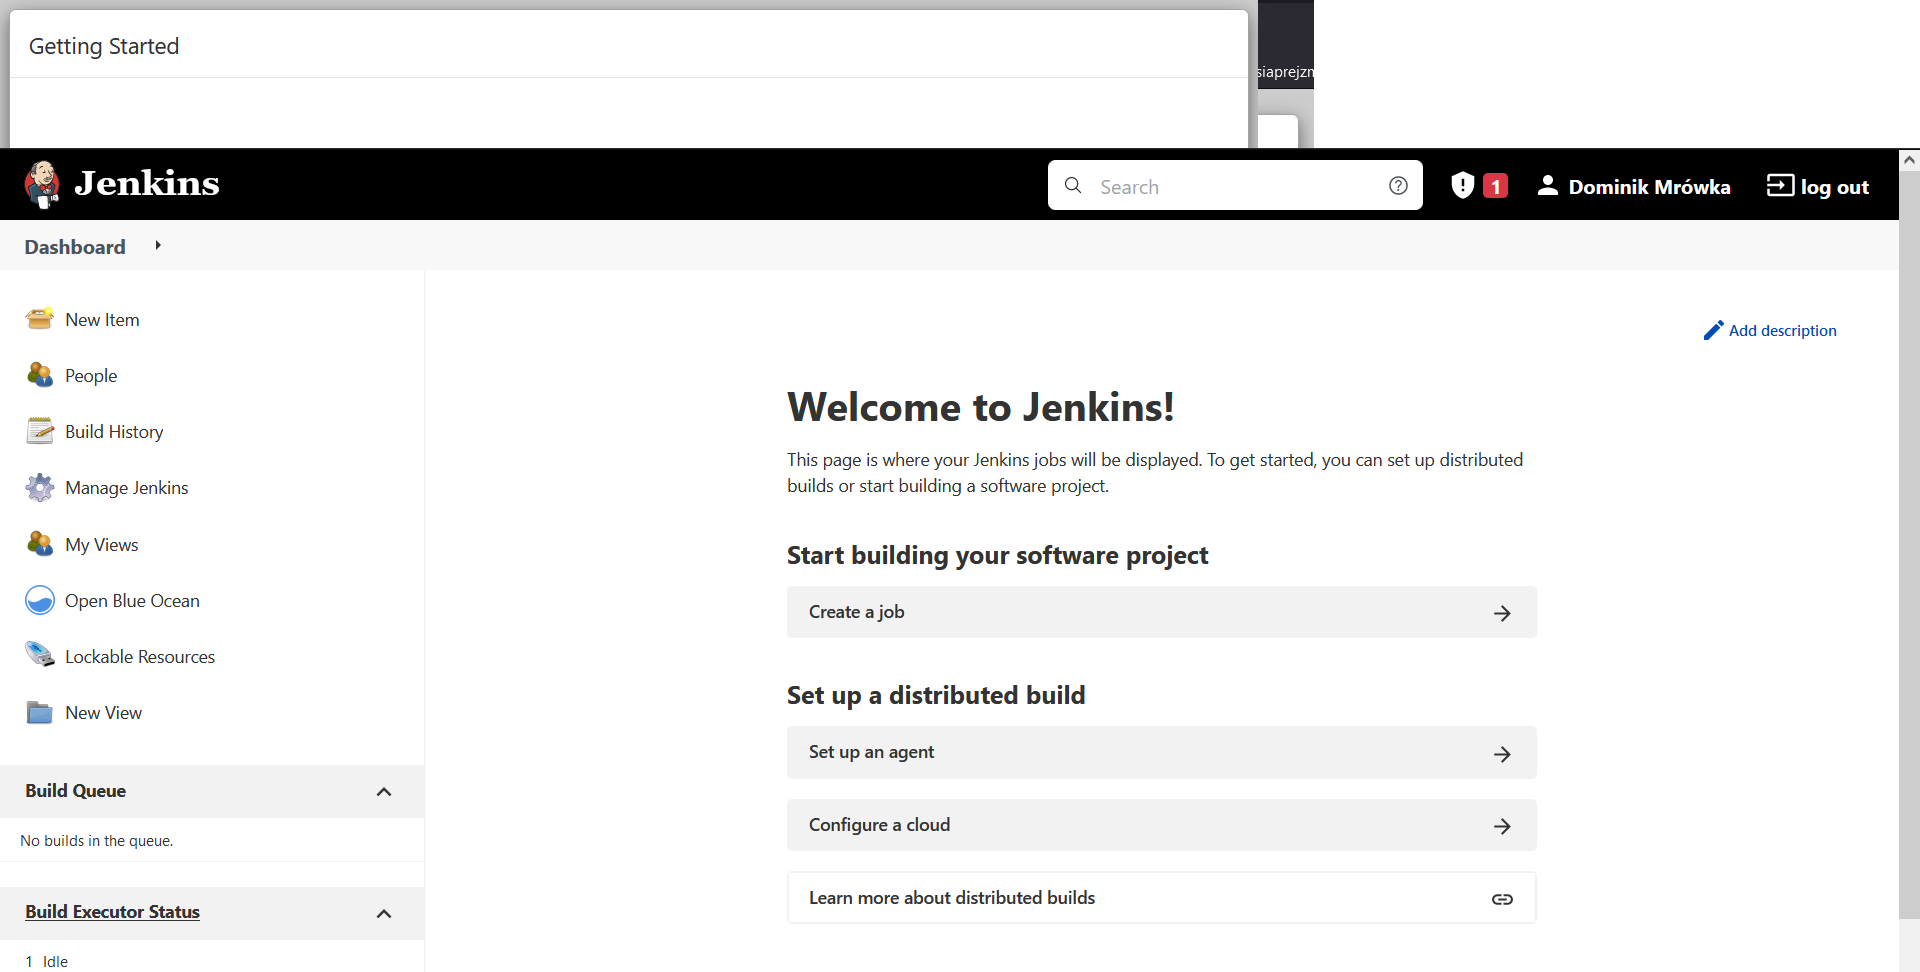 Getting Started
siaprejzn
Jenkins
Search
1
Dominik Mrówka
log out
Dashboard
New Item
People
Build History
Manage Jenkins
My Views
Open Blue Ocean
Lockable Resources
New View
Build Queue
No builds in the queue.
Build Executor Status
1 Idle
Add description
Welcome to Jenkins!
This page is where your Jenkins jobs will be displayed. To get started, you can set up distributed
builds or start building a software project.
Start building your software project
Create a job
Set up a distributed build
Set up an agent
Configure a cloud
Learn more about distributed builds